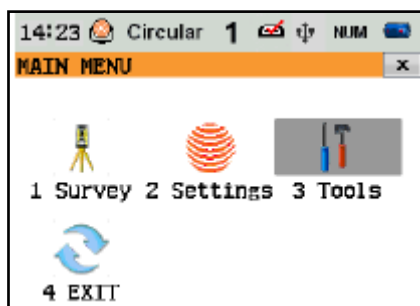 14:23 Circular 1 NUM
MAIN MENU x
1 Survey 2 Settings 3 Tools
4 EXIT